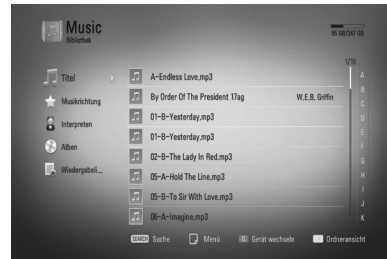 Music
Bibliothek
95 GB/247 GB
1/10
Titel
Musikrichtung
Interpreten
Alben
Wiedergabeli...
A-Endless Love.mp3
By Order Of The President 17ag W.E.B. Griffin
01-B-Yesterday.mp3
01-B-Yesterday.mp3
02-B-The Lady In Red.mp3
05-A-Hold The Line.mp3
05-B-To Sir With Love.mp3
06-A-Imagine.mp3
A
B
C
D
E
F
G
H
I
J
K
SEARCH Suche Menü Gerät wechseln Ordneransicht